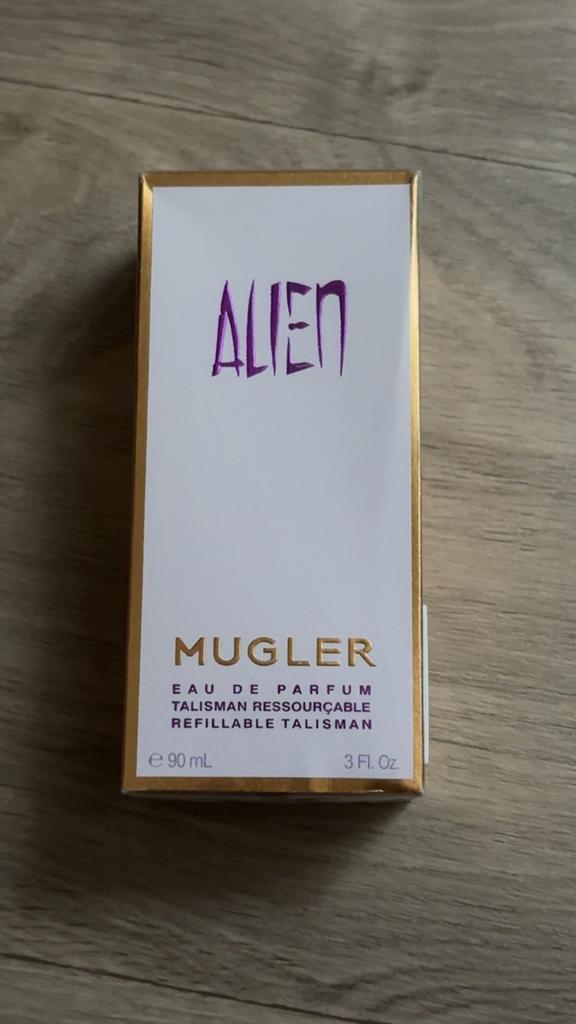 ALIEN
MUGLER
EAU DE PARFUM
TALISMAN RESSOURÇABLE
REFILLABLE TALISMAN
℮ 90 mL 3 Fl. Oz.